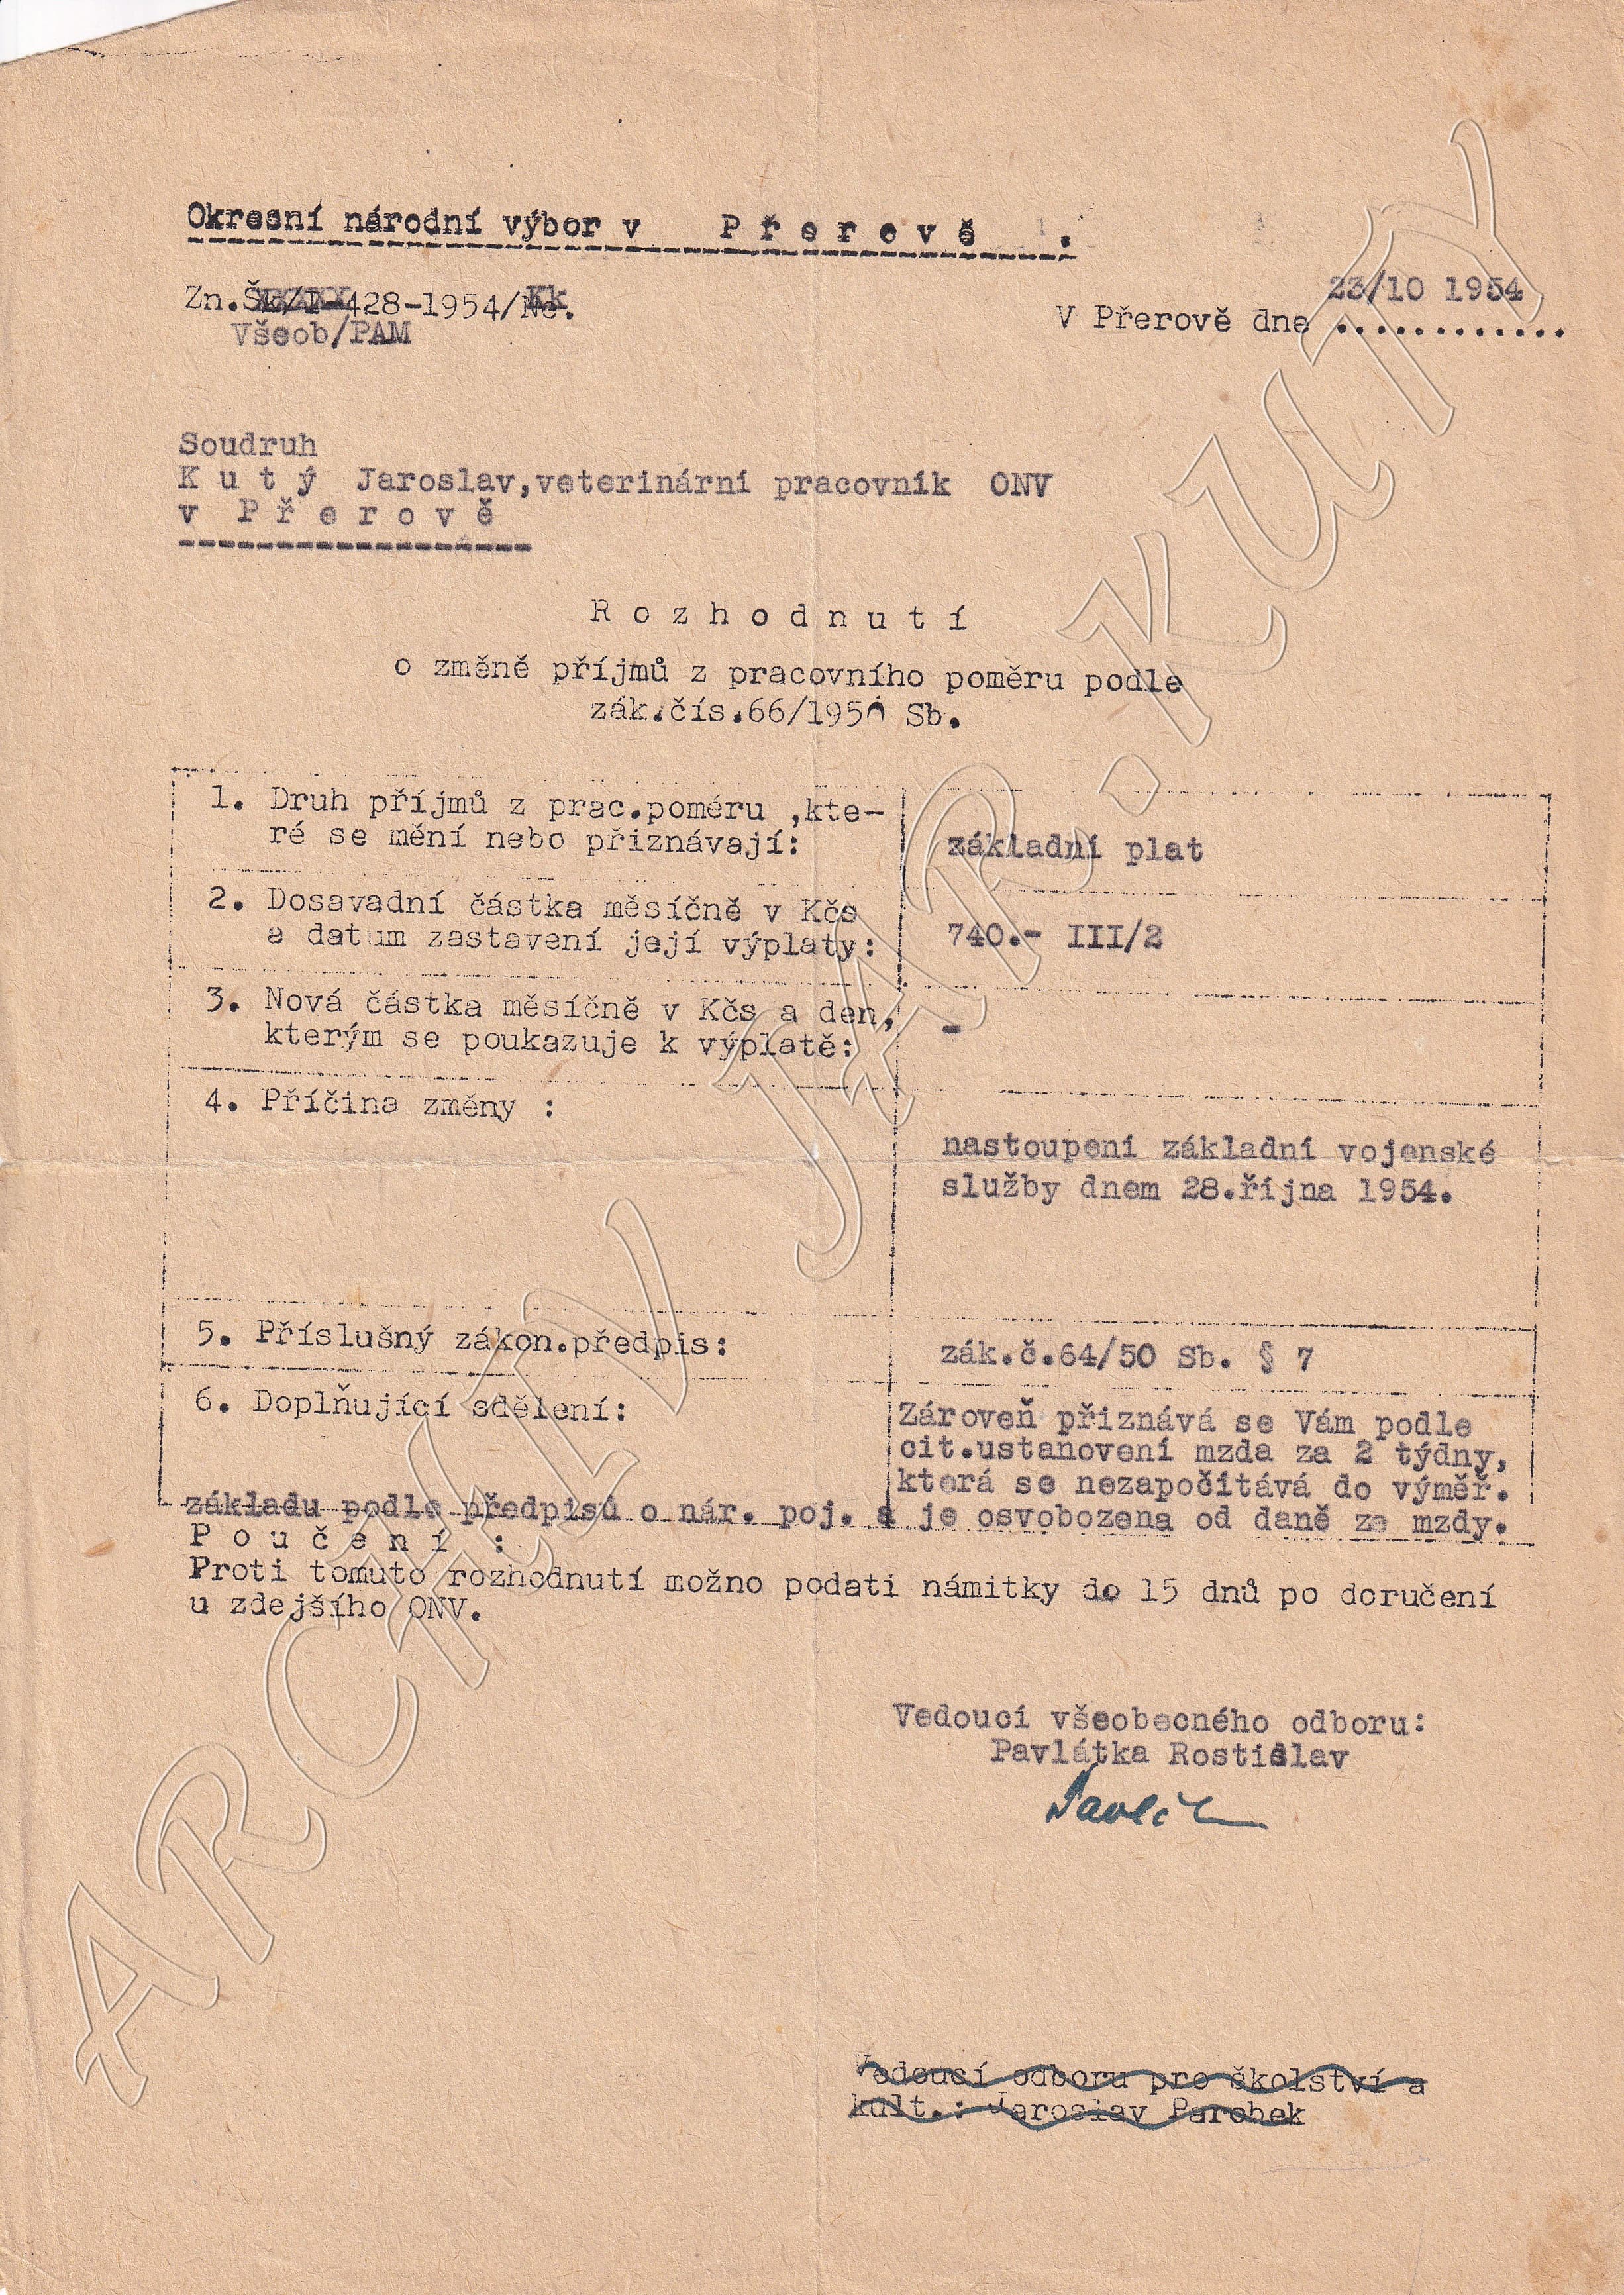 Okresní národní výbor v Přerově .
Zn.Šk/I-428-1954/Kk.
Všeob/PAM
23/10 1954
V Přerově dne ............
Soudruh
Kutý Jaroslav,veterinární pracovník ONV
v Přerově
Rozhodnutí
o změně příjmů z pracovního poměru podle
zák.čís.66/1950 Sb.
1. Druh příjmů z prac.poměru ,kte-
ré se mění nebo přiznávají:
základní plat
2. Dosavadní částka měsíčně v Kčs
a datum zastavení její výplaty:
740.- III/2
3. Nová částka měsíčně v Kčs a den,
kterým se poukazuje k výplatě:
-
4. Příčina změny :
nastoupení základní vojenské
služby dnem 28.října 1954.
5. Příslušný zákon.předpis:
zák.č.64/50 Sb. § 7
6. Doplňující sdělení:
Zároveň přiznává se Vám podle
cit.ustanovení mzda za 2 týdny,
která se nezapočítává do výměř.
základu podle předpisů o nár. poj. a je osvobozena od daně ze mzdy.
Poučení :
Proti tomuto rozhodnutí možno podati námitky do 15 dnů po doručení
u zdejšího ONV.
Vedoucí všeobecného odboru:
Pavlátka Rostislav
Vedoucí odboru pro školství a
kult.: Jaroslav Parobek
ARCHIV JAR. KUTÝ